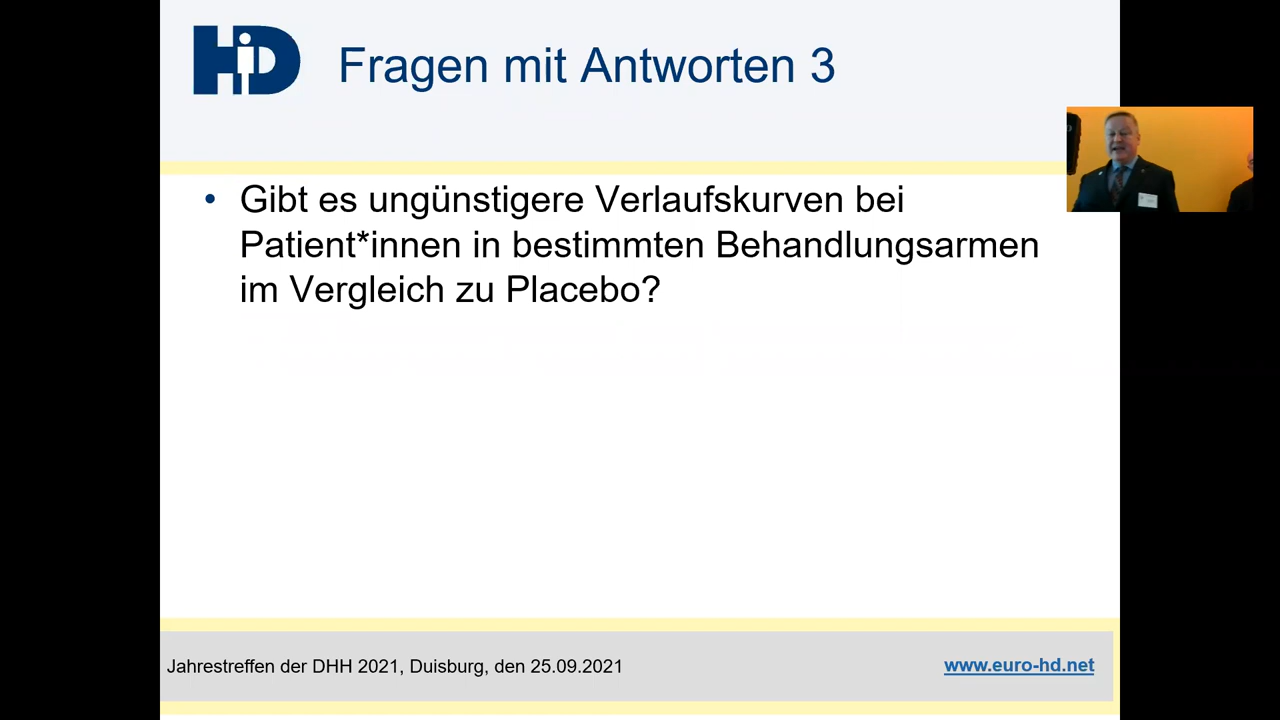 HD
Fragen mit Antworten 3
• Gibt es ungünstigere Verlaufskurven bei
Patient*innen in bestimmten Behandlungsarmen
im Vergleich zu Placebo?
Jahrestreffen der DHH 2021, Duisburg, den 25.09.2021
www.euro-hd.net